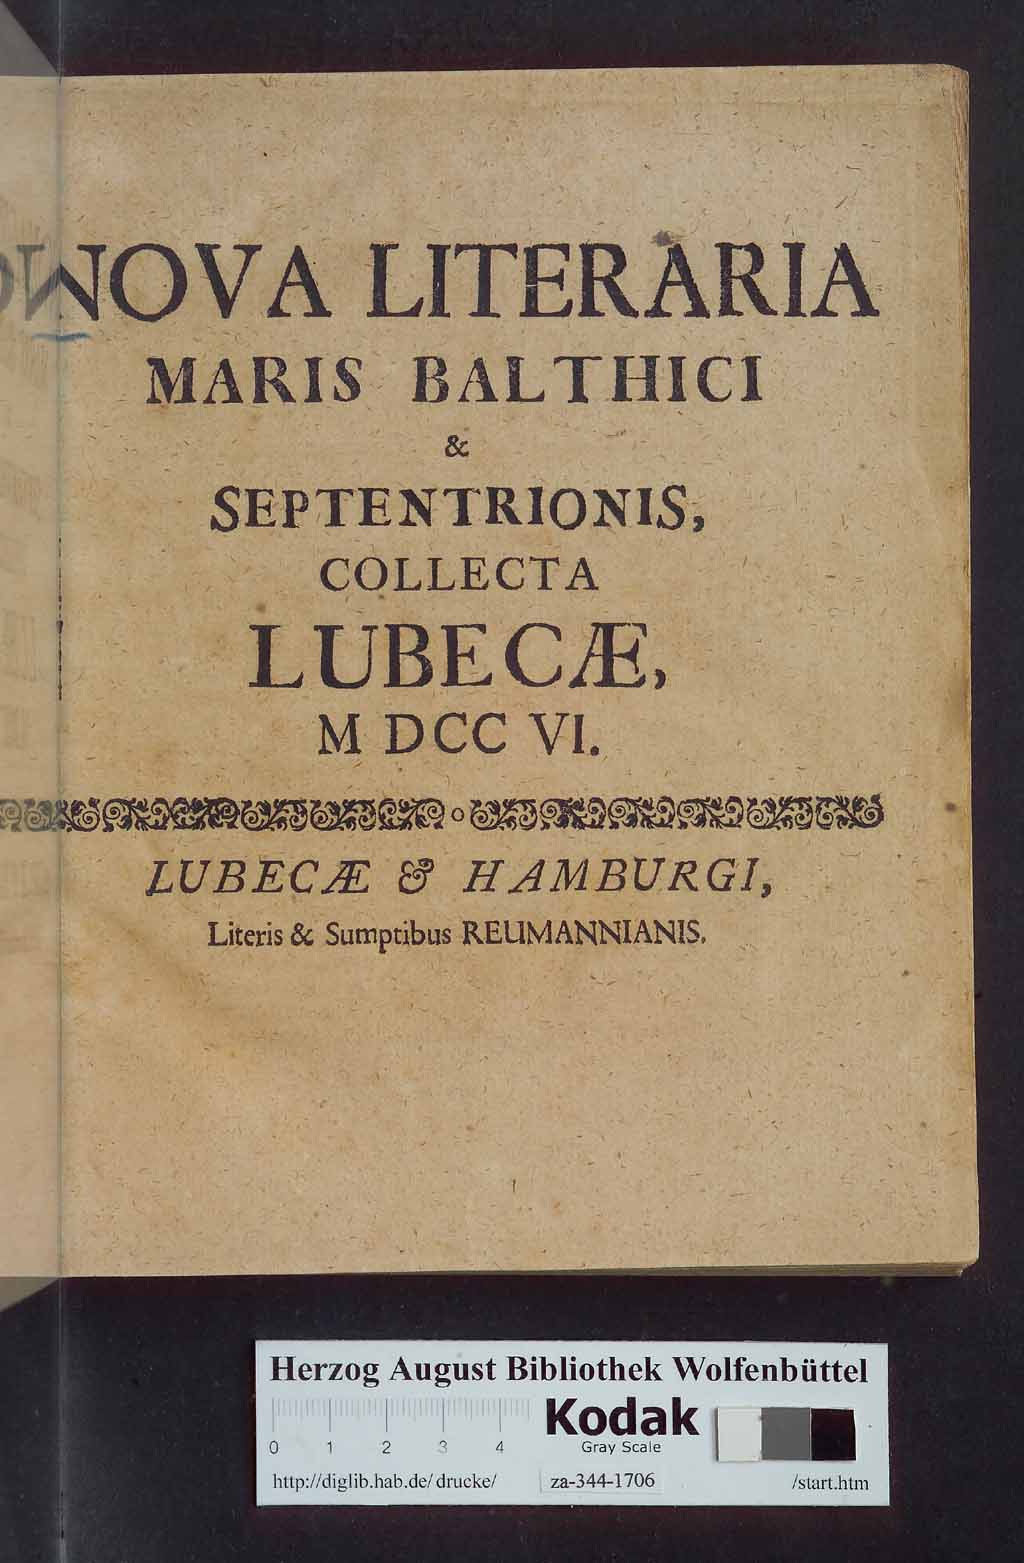 NOVA LITERARIA
MARIS BALTHICI
&
SEPTENTRIONIS,
COLLECTA
LUBECÆ,
M DCC VI.
LUBECÆ & HAMBURGI,
Literis & Sumptibus REUMANNIANIS.
Herzog August Bibliothek Wolfenbüttel
0 1 2 3 4
Kodak
Gray Scale
http://diglib.hab.de/drucke/ za-344-1706 /start.htm